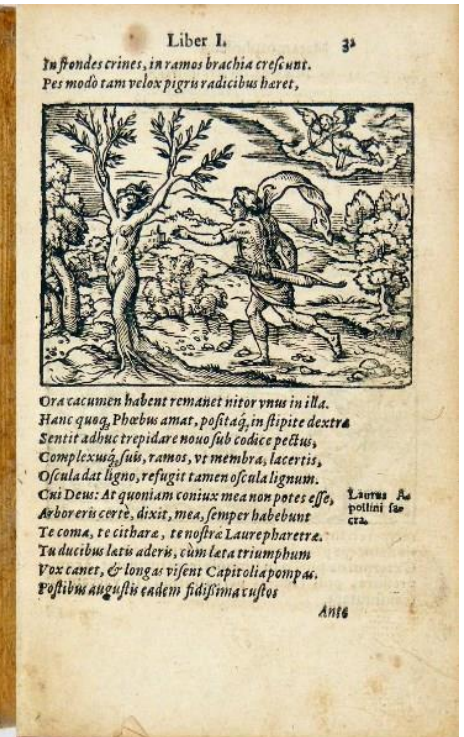 Liber I.
32
In frondes crines, in ramos brachia crescunt.
Pes modò tam velox pigris radicibus hæret,
Ora cacumen habent remanet nitor vnus in illa.
Hanc quoq; Phœbus amat, positaq́; in stipite dextra
Sentit adhuc trepidare nouo sub codice pectus,
Complexusq́; suis, ramos, vt membra, lacertis,
Oscula dat ligno, refugit tamen oscula lignum.
Cui Deus: At quoniam coniux mea non potes esse,
Arbor eris certè, dixit, mea, semper habebunt
Te comæ, te citharæ, te nostræ Laure pharetræ.
Tu ducibus latis aderis, cùm læta triumphum
Vox canet, & longas visent Capitolia pompas.
Postibus augustis eadem fidißima custos
Laurus A-
pollini sa-
cra.
Ante